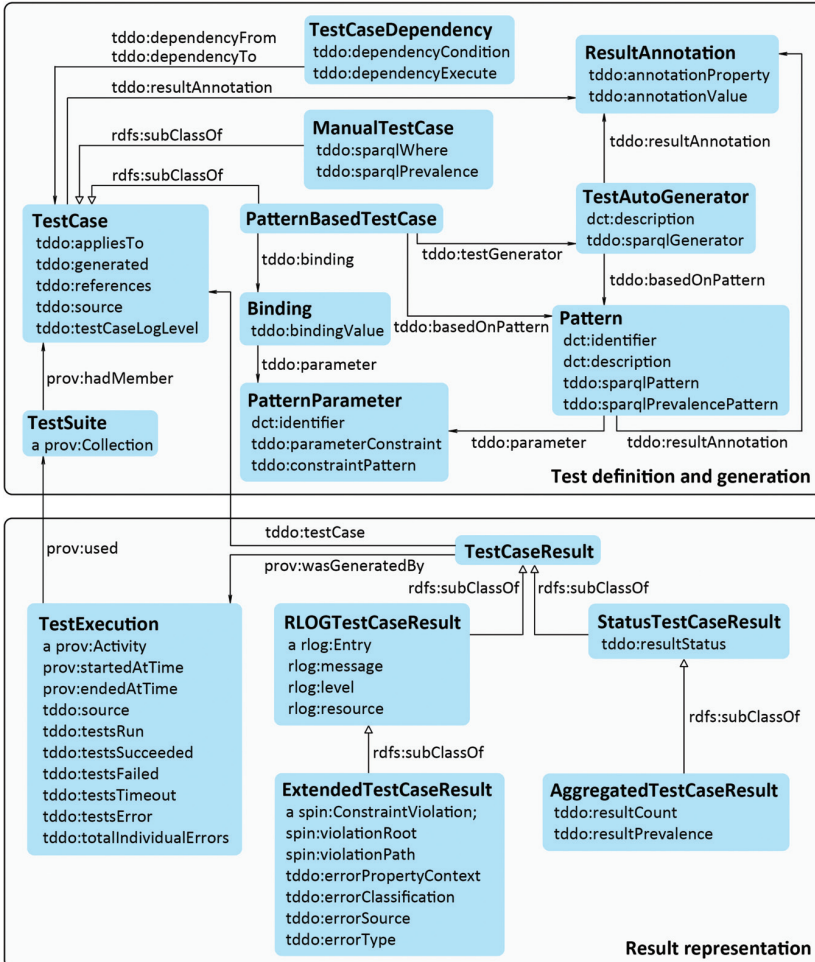 TestCaseDependency
tddo:dependencyCondition
tddo:dependencyExecute
tddo:dependencyFrom
tddo:dependencyTo
tddo:resultAnnotation
ResultAnnotation
tddo:annotationProperty
tddo:annotationValue
ManualTestCase
tddo:sparqlWhere
tddo:sparqlPrevalence
rdfs:subClassOf
rdfs:subClassOf
tddo:resultAnnotation
TestCase
tddo:appliesTo
tddo:generated
tddo:references
tddo:source
tddo:testCaseLogLevel
PatternBasedTestCase
TestAutoGenerator
dct:description
tddo:sparqlGenerator
tddo:testGenerator
tddo:binding
tddo:basedOnPattern
Binding
tddo:bindingValue
tddo:basedOnPattern
Pattern
dct:identifier
dct:description
tddo:sparqlPattern
tddo:sparqlPrevalencePattern
tddo:parameter
prov:hadMember
PatternParameter
dct:identifier
tddo:parameterConstraint
tddo:constraintPattern
TestSuite
a prov:Collection
tddo:parameter
tddo:resultAnnotation
Test definition and generation
tddo:testCase
prov:used
TestCaseResult
prov:wasGeneratedBy
rdfs:subClassOf
rdfs:subClassOf
TestExecution
a prov:Activity
prov:startedAtTime
prov:endedAtTime
tddo:source
tddo:testsRun
tddo:testsSucceeded
tddo:testsFailed
tddo:testsTimeout
tddo:testsError
tddo:totalIndividualErrors
RLOGTestCaseResult
a rlog:Entry
rlog:message
rlog:level
rlog:resource
StatusTestCaseResult
tddo:resultStatus
rdfs:subClassOf
rdfs:subClassOf
ExtendedTestCaseResult
a spin:ConstraintViolation;
spin:violationRoot
spin:violationPath
tddo:errorPropertyContext
tddo:errorClassification
tddo:errorSource
tddo:errorType
AggregatedTestCaseResult
tddo:resultCount
tddo:resultPrevalence
Result representation